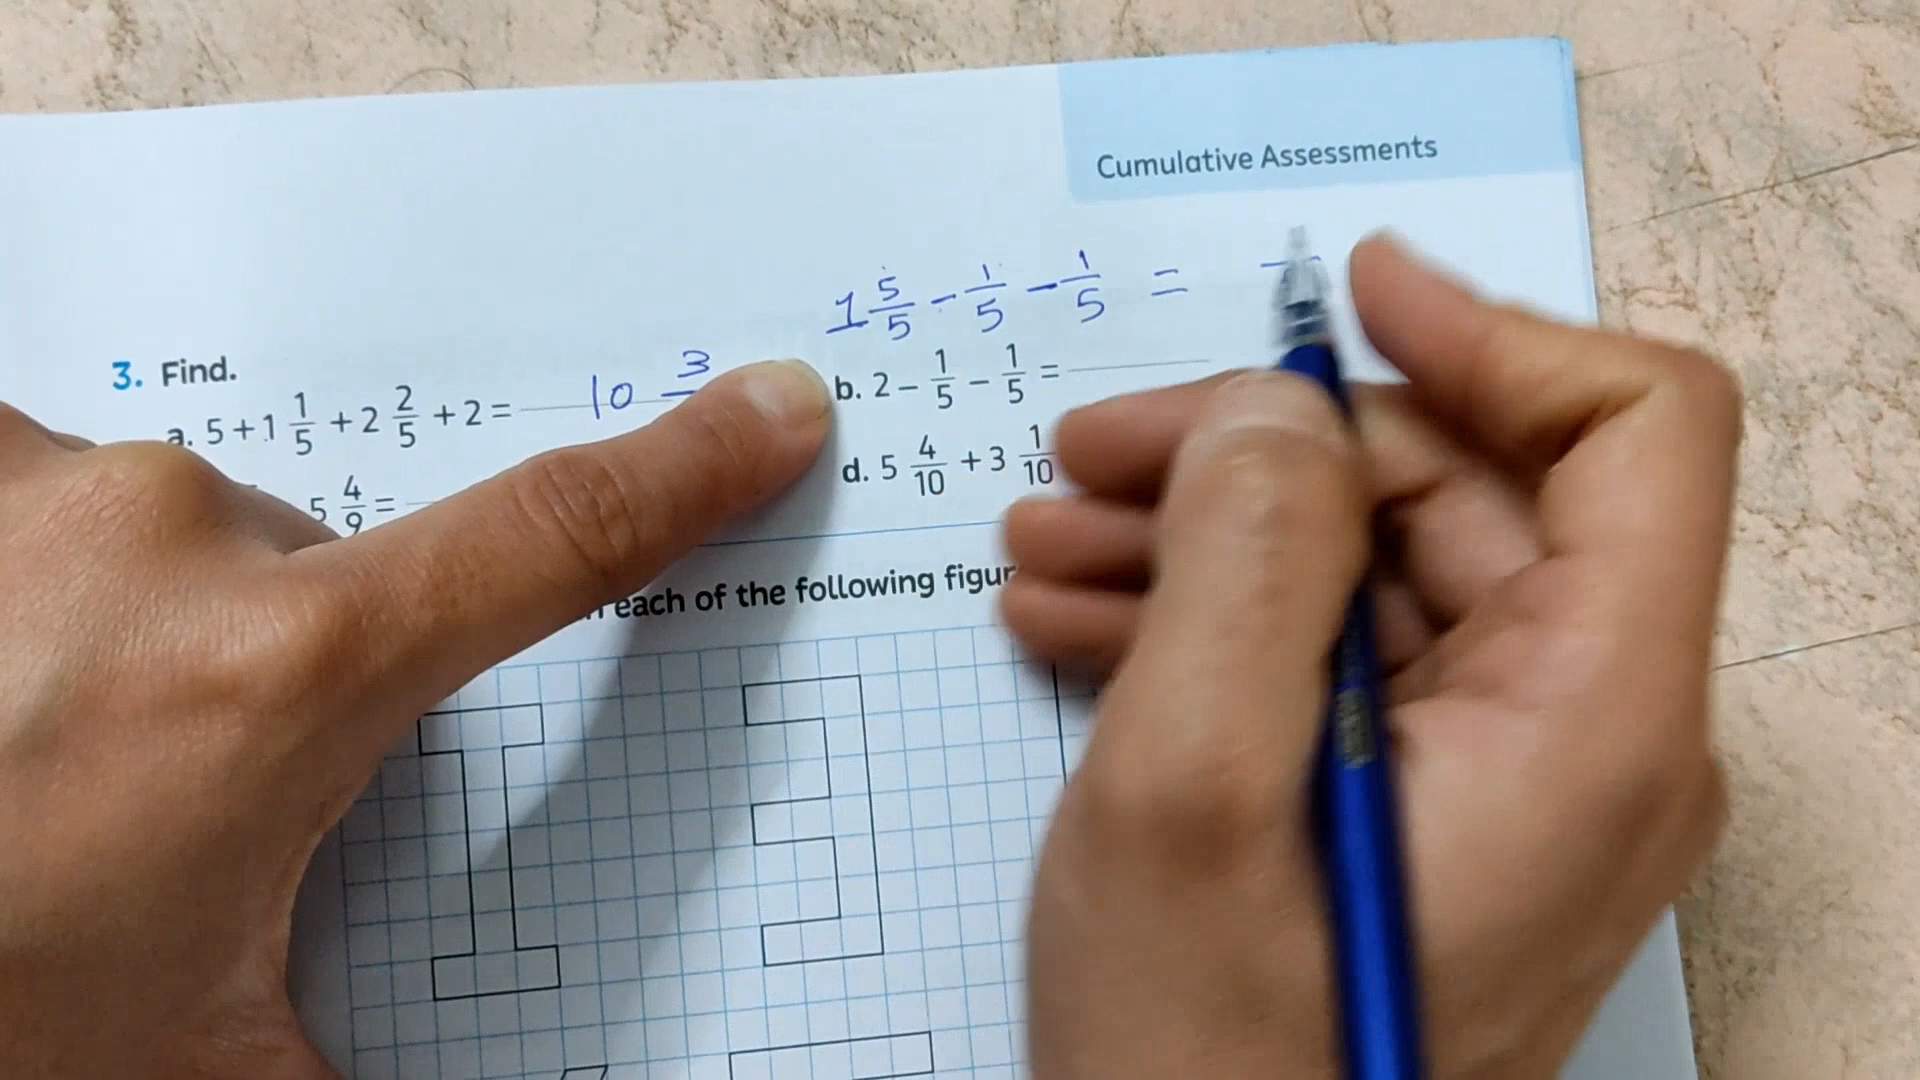 Cumulative Assessments
1 5/5 - 1/5 - 1/5 =
3. Find.
a. 5 + 1 1/5 + 2 2/5 + 2 = 10 3
b. 2 - 1/5 - 1/5 =
5 4/9 =
d. 5 4/10 + 3 1/10
each of the following